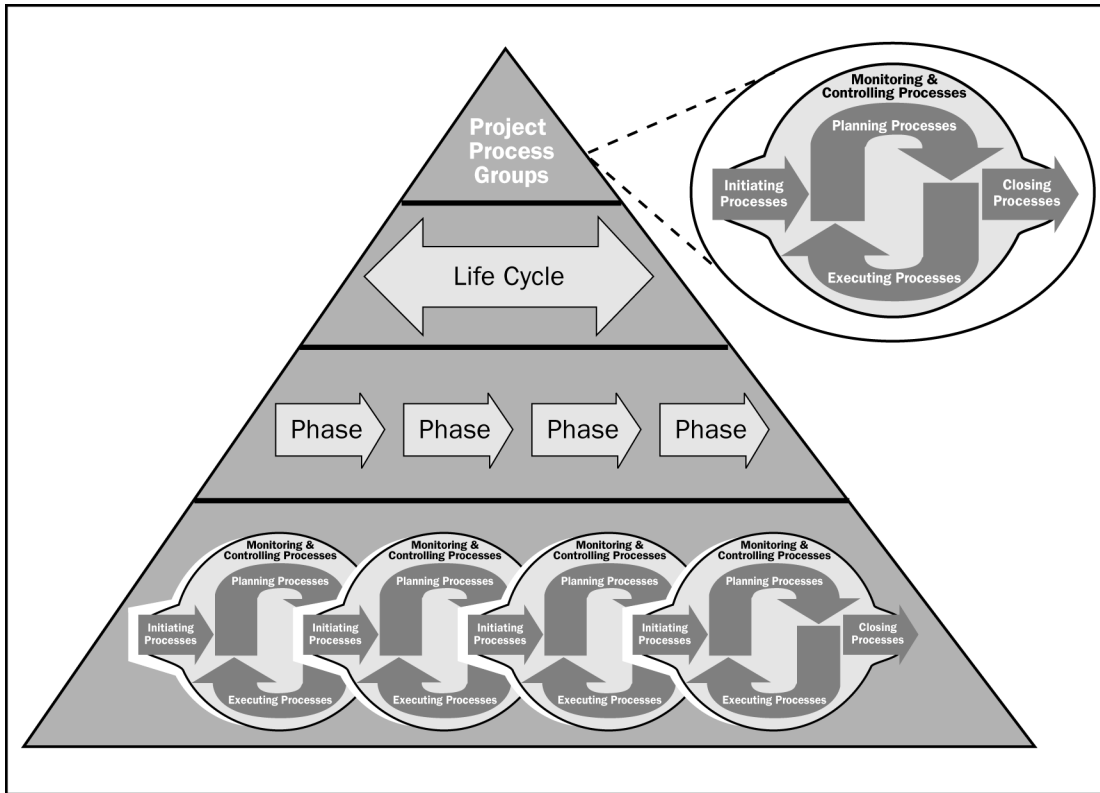 Project
Process
Groups
Monitoring &
Controlling Processes
Planning Processes
Initiating
Processes
Closing
Processes
Executing Processes
Life Cycle
Phase
Phase
Phase
Phase
Monitoring &
Controlling Processes
Planning Processes
Initiating
Processes
Executing Processes
Monitoring &
Controlling Processes
Planning Processes
Initiating
Processes
Executing Processes
Monitoring &
Controlling Processes
Planning Processes
Initiating
Processes
Executing Processes
Monitoring &
Controlling Processes
Planning Processes
Initiating
Processes
Closing
Processes
Executing Processes